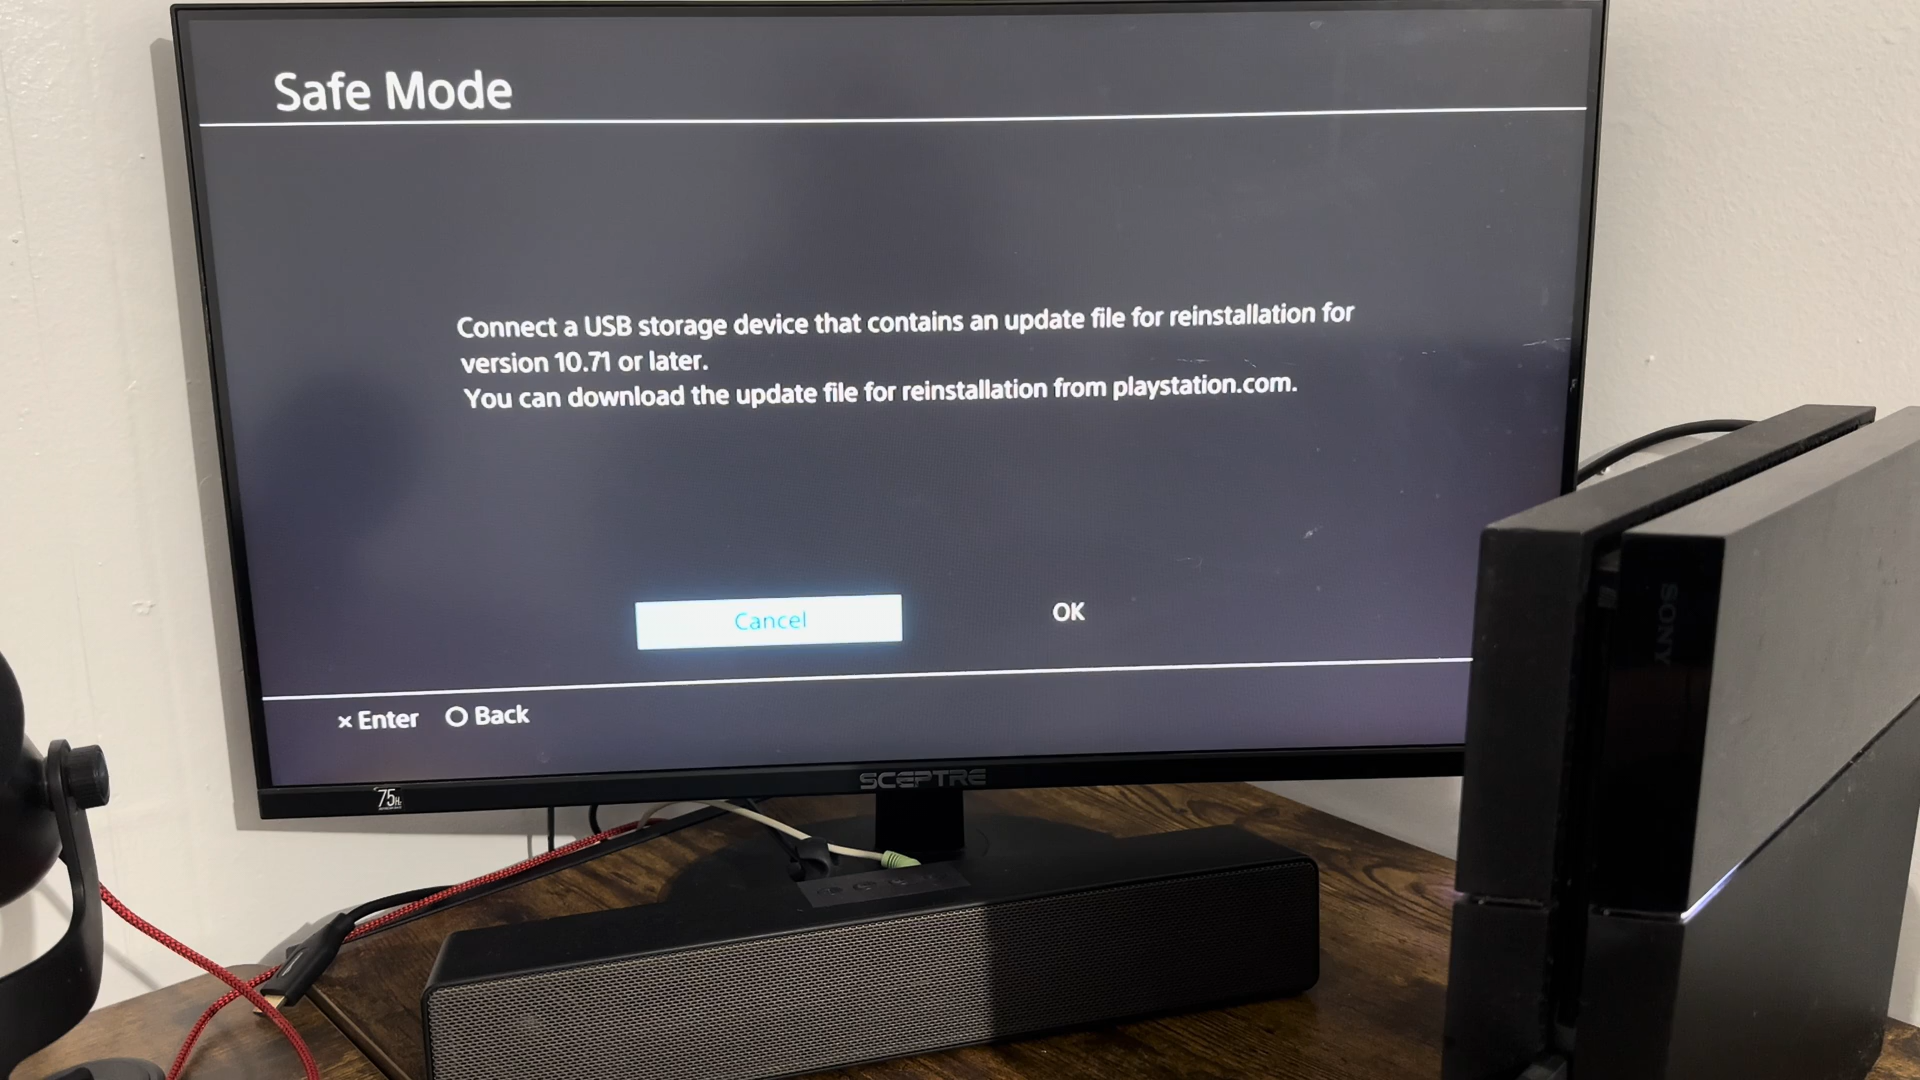 Safe Mode
Connect a USB storage device that contains an update file for reinstallation for
version 10.71 or later.
You can download the update file for reinstallation from playstation.com.
Cancel
OK
× Enter
Back
SCEPTRE
75Hz
SONY